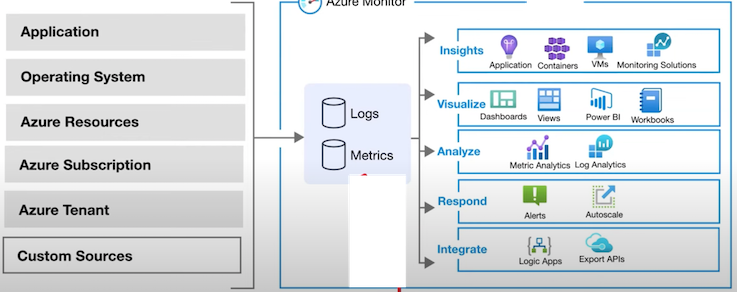 Azure Monitor
Application
Operating System
Azure Resources
Azure Subscription
Azure Tenant
Custom Sources
Logs
Metrics
Insights
Application
Containers
VMs
Monitoring Solutions
Visualize
Dashboards
Views
Power BI
Workbooks
Analyze
Metric Analytics
Log Analytics
Respond
Alerts
Autoscale
Integrate
Logic Apps
Export APIs